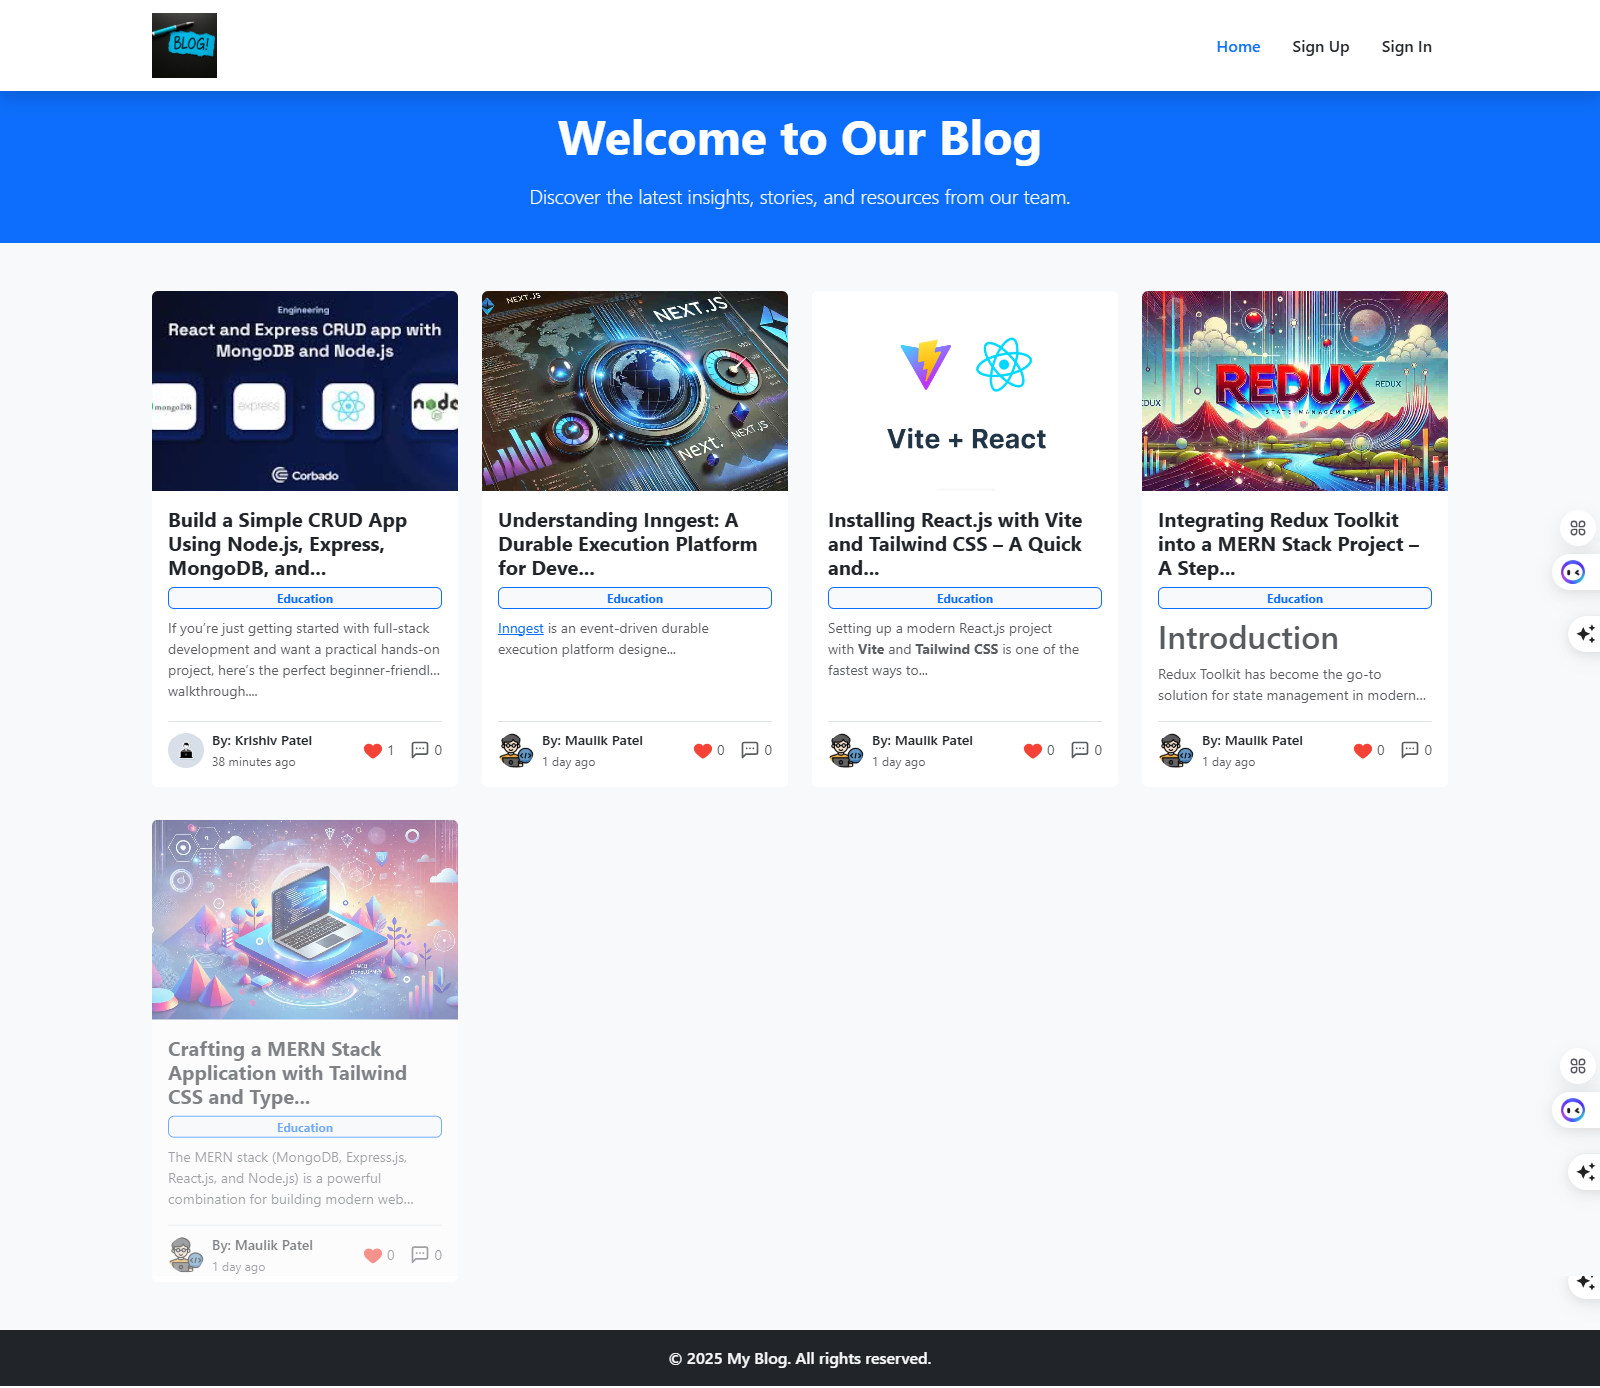 BLOG!
Home
Sign Up
Sign In
Welcome to Our Blog
Discover the latest insights, stories, and resources from our team.
Engineering
React and Express CRUD app with
MongoDB and Node.js
mongoDB
express
node
Corbado
Build a Simple CRUD App
Using Node.js, Express,
MongoDB, and...
Education
If you’re just getting started with full-stack
development and want a practical hands-on
project, here’s the perfect beginner-friendl...
walkthrough....
By: Krishiv Patel
38 minutes ago
1
0
NEXT.JS
NEXT.JS
Next.
NEXT.JS
Understanding Inngest: A
Durable Execution Platform
for Deve...
Education
Inngest is an event-driven durable
execution platform designe...
By: Maulik Patel
1 day ago
0
0
Vite + React
Installing React.js with Vite
and Tailwind CSS – A Quick
and...
Education
Setting up a modern React.js project
with Vite and Tailwind CSS is one of the
fastest ways to...
By: Maulik Patel
1 day ago
0
0
REDUX
REDUX
STATE MANAGEMENT
DUX
Integrating Redux Toolkit
into a MERN Stack Project –
A Step...
Education
Introduction
Redux Toolkit has become the go-to
solution for state management in modern...
By: Maulik Patel
1 day ago
0
0
Crafting a MERN Stack
Application with Tailwind
CSS and Type...
Education
The MERN stack (MongoDB, Express.js,
React.js, and Node.js) is a powerful
combination for building modern web...
By: Maulik Patel
1 day ago
0
0
© 2025 My Blog. All rights reserved.